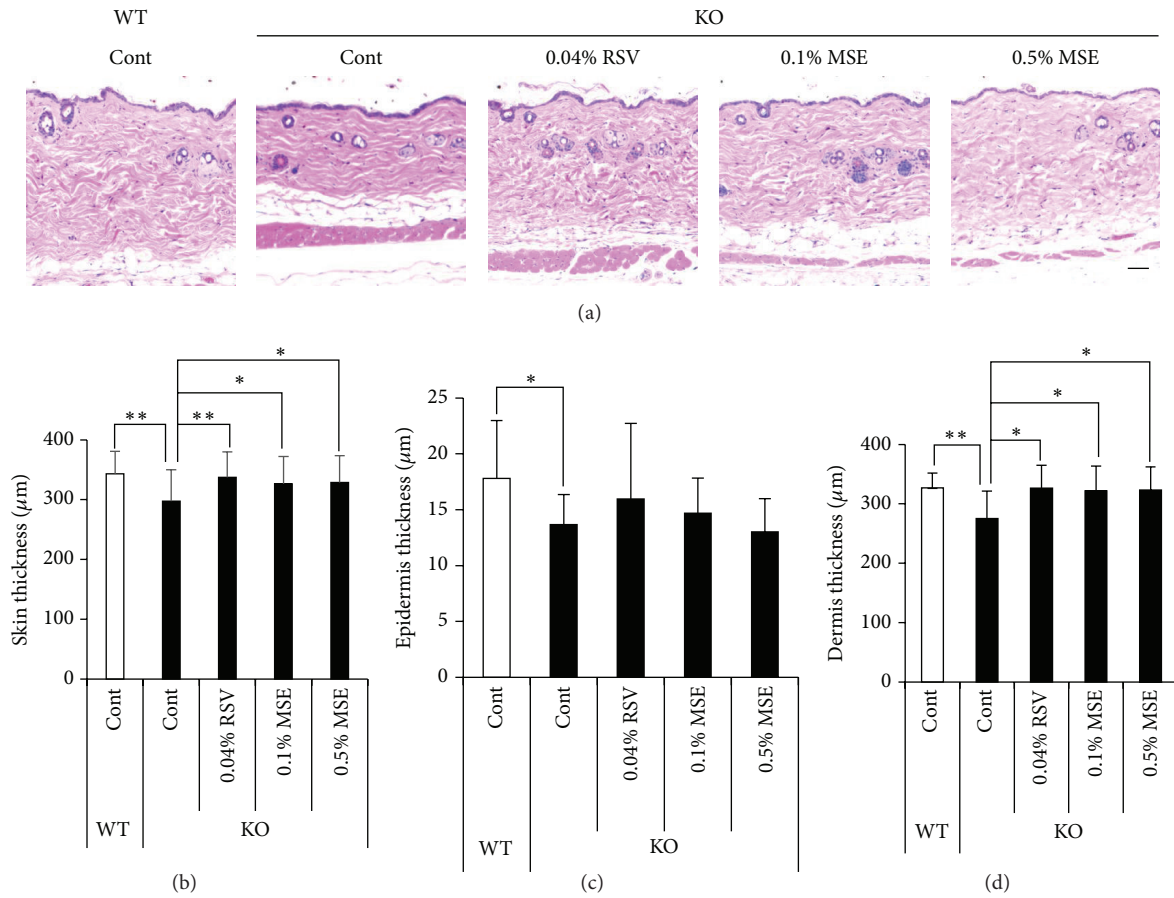 WT
KO
Cont
Cont
0.04% RSV
0.1% MSE
0.5% MSE
(a)
Skin thickness (μm)
400
300
200
100
0
**
**
*
*
Cont
Cont
0.04% RSV
0.1% MSE
0.5% MSE
WT
KO
(b)
Epidermis thickness (μm)
25
20
15
10
5
0
*
Cont
Cont
0.04% RSV
0.1% MSE
0.5% MSE
WT
KO
(c)
Dermis thickness (μm)
400
300
200
100
0
**
*
*
*
Cont
Cont
0.04% RSV
0.1% MSE
0.5% MSE
WT
KO
(d)